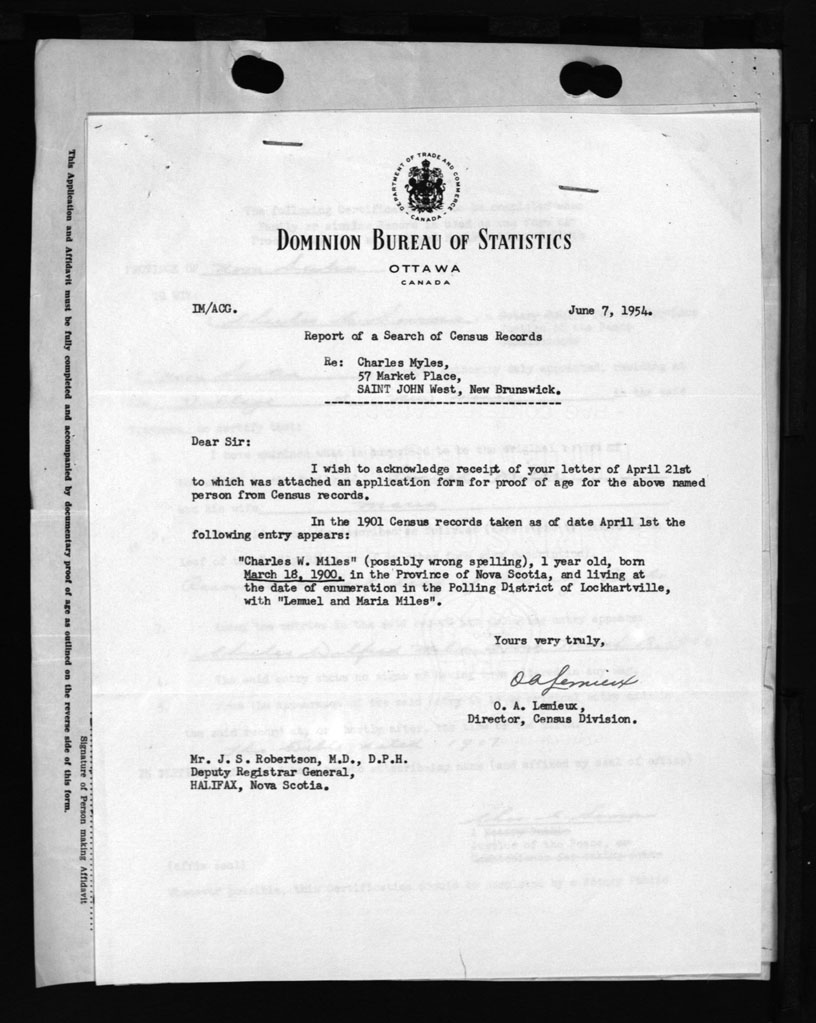 DEPARTMENT OF TRADE AND COMMERCE
CANADA
DOMINION BUREAU OF STATISTICS
OTTAWA
CANADA
IM/ACG.
June 7, 1954.
Report of a Search of Census Records
Re: Charles Myles,
57 Market Place,
SAINT JOHN West, New Brunswick.
Dear Sir:
I wish to acknowledge receipt of your letter of April 21st
to which was attached an application form for proof of age for the above named
person from Census records.
In the 1901 Census records taken as of date April 1st the
following entry appears:
"Charles W. Miles" (possibly wrong spelling), 1 year old, born
March 18, 1900, in the Province of Nova Scotia, and living at
the date of enumeration in the Polling District of Lockhartville,
with "Lemuel and Maria Miles".
Yours very truly,
O A Lemieux
O. A. Lemieux,
Director, Census Division.
Mr. J. S. Robertson, M.D., D.P.H.
Deputy Registrar General,
HALIFAX, Nova Scotia.
This Application and Affidavit must be fully completed and accompanied by documentary proof of age as outlined on the reverse side of this form.
Signature of Person making Affidavit